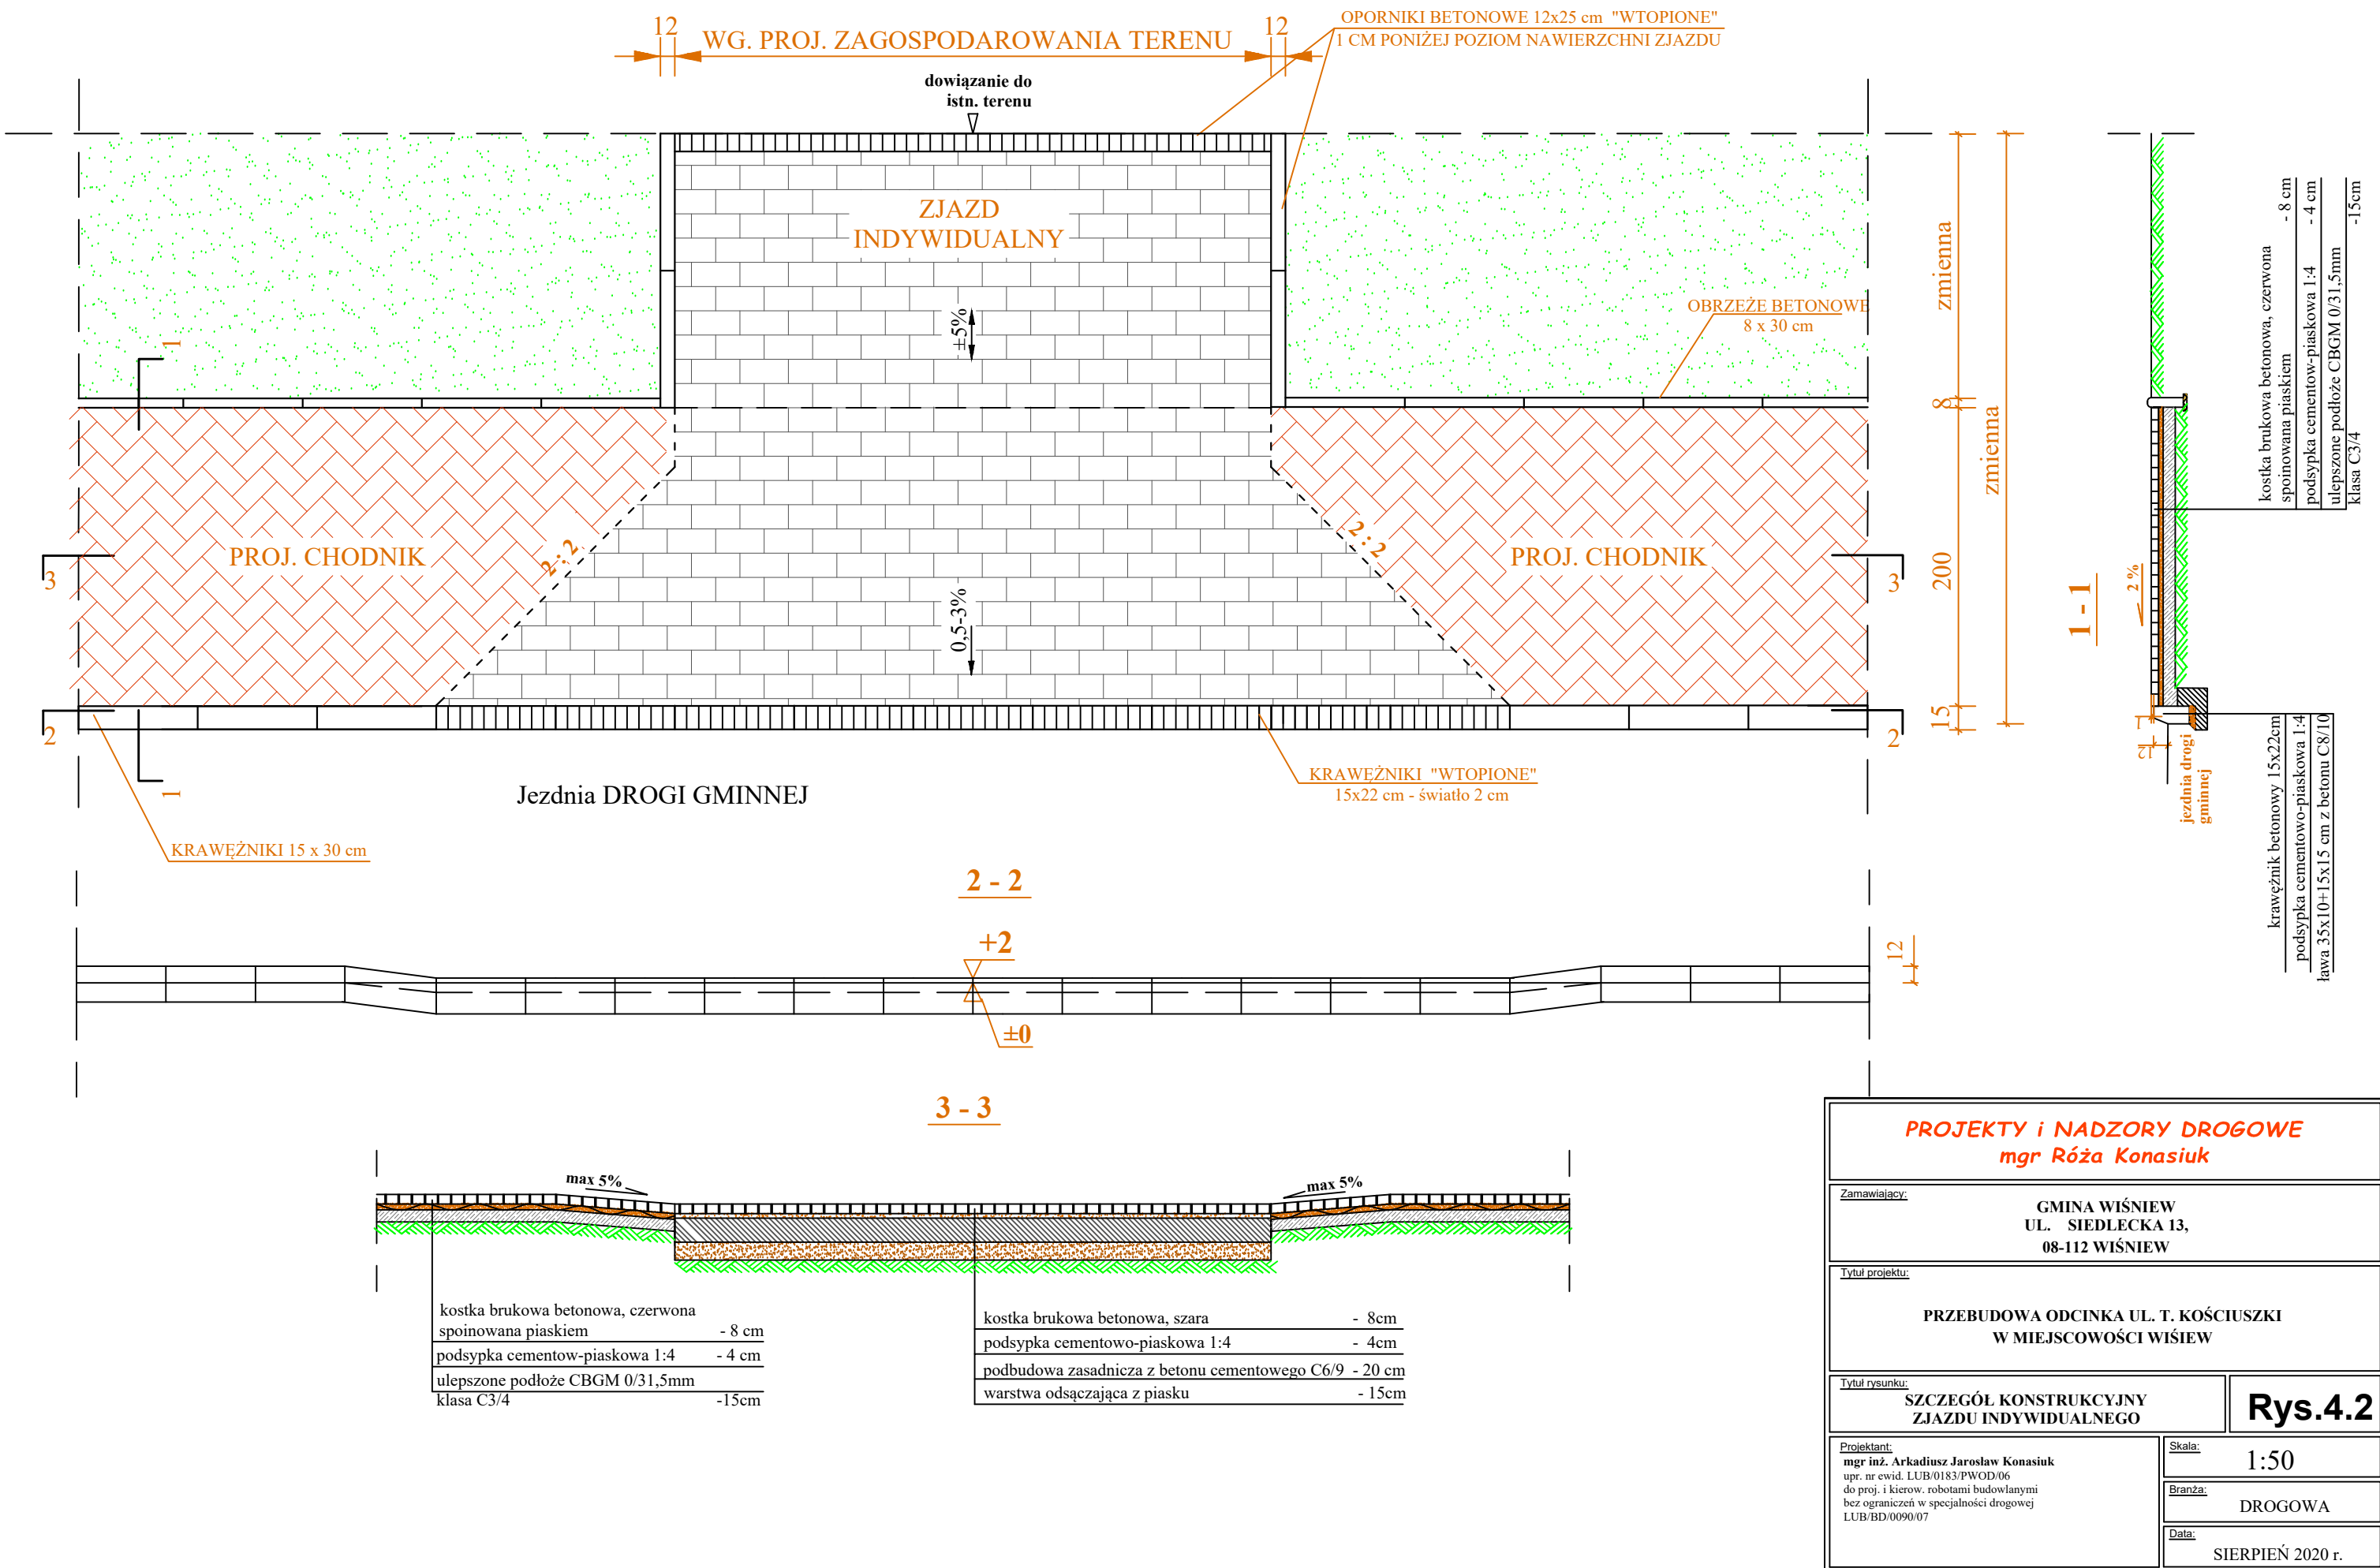 12
WG. PROJ. ZAGOSPODAROWANIA TERENU
12
OPORNIKI BETONOWE 12x25 cm "WTOPIONE"
1 CM PONIŻEJ POZIOM NAWIERZCHNI ZJAZDU
dowiązanie do
istn. terenu
ZJAZD
INDYWIDUALNY
±5%
OBRZEŻE BETONOWE
8 x 30 cm
1
PROJ. CHODNIK
2:2
2:2
PROJ. CHODNIK
0,5-3%
3
3
2
2
1
zmienna
8
200
15
zmienna
Jezdnia DROGI GMINNEJ
KRAWĘŻNIKI "WTOPIONE"
15x22 cm - światło 2 cm
KRAWĘŻNIKI 15 x 30 cm
1 - 1
2 %
1
12
jezdnia drogi
gminnej
kostka brukowa betonowa, czerwona
spoinowana piaskiem - 8 cm
podsypka cementow-piaskowa 1:4 - 4 cm
ulepszone podłoże CBGM 0/31,5mm
klasa C3/4 -15cm
krawężnik betonowy 15x22cm
podsypka cementowo-piaskowa 1:4
ława 35x10+15x15 cm z betonu C8/10
2 - 2
+2
±0
12
3 - 3
max 5%
max 5%
kostka brukowa betonowa, czerwona
spoinowana piaskiem - 8 cm
podsypka cementow-piaskowa 1:4 - 4 cm
ulepszone podłoże CBGM 0/31,5mm
klasa C3/4 -15cm
kostka brukowa betonowa, szara - 8cm
podsypka cementowo-piaskowa 1:4 - 4cm
podbudowa zasadnicza z betonu cementowego C6/9 - 20 cm
warstwa odsączająca z piasku - 15cm
PROJEKTY i NADZORY DROGOWE
mgr Róża Konasiuk
Zamawiający:
GMINA WIŚNIEW
UL. SIEDLECKA 13,
08-112 WIŚNIEW
Tytuł projektu:
PRZEBUDOWA ODCINKA UL. T. KOŚCIUSZKI
W MIEJSCOWOŚCI WIŚIEW
Tytuł rysunku:
SZCZEGÓŁ KONSTRUKCYJNY
ZJAZDU INDYWIDUALNEGO
Rys.4.2
Projektant:
mgr inż. Arkadiusz Jarosław Konasiuk
upr. nr ewid. LUB/0183/PWOD/06
do proj. i kierow. robotami budowlanymi
bez ograniczeń w specjalności drogowej
LUB/BD/0090/07
Skala:
1:50
Branża:
DROGOWA
Data:
SIERPIEŃ 2020 r.